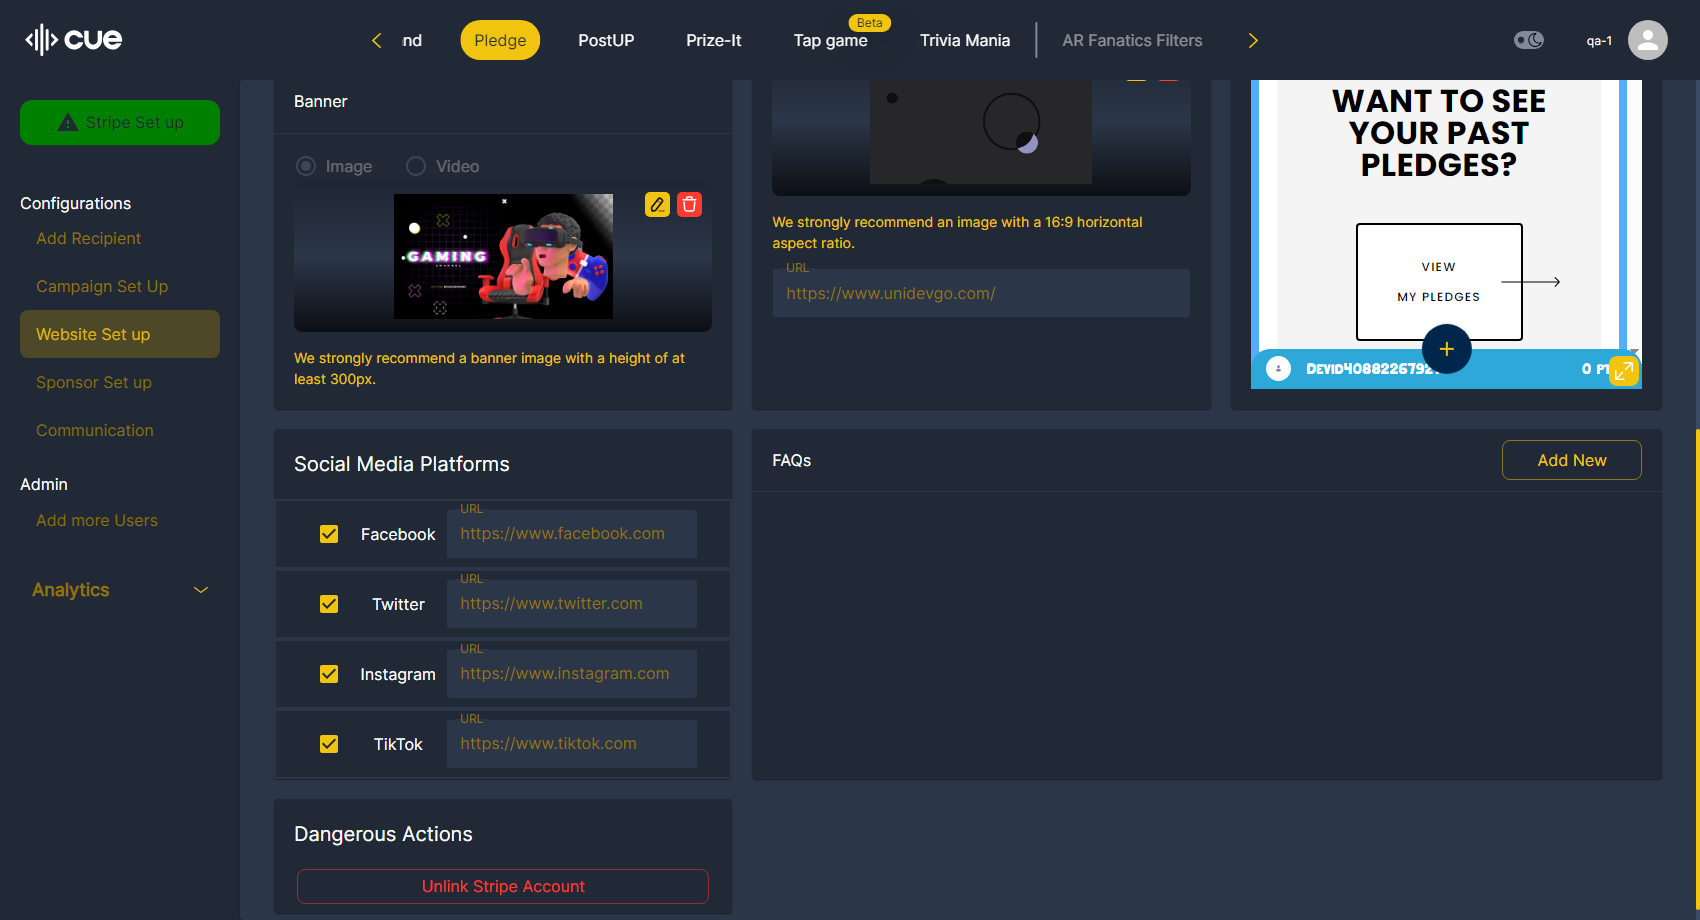 cue
nd
Pledge
PostUP
Prize-It
Tap game
Beta
Trivia Mania
AR Fanatics Filters
qa-1
Stripe Set up
Configurations
Add Recipient
Campaign Set Up
Website Set up
Sponsor Set up
Communication
Admin
Add more Users
Analytics
Banner
Image
Video
GAMING
We strongly recommend a banner image with a height of at
least 300px.
We strongly recommend an image with a 16:9 horizontal
aspect ratio.
URL
https://www.unidevgo.com/
WANT TO SEE
YOUR PAST
PLEDGES?
VIEW
MY PLEDGES
0
Social Media Platforms
Facebook
URL
https://www.facebook.com
Twitter
URL
https://www.twitter.com
Instagram
URL
https://www.instagram.com
TikTok
URL
https://www.tiktok.com
FAQs
Add New
Dangerous Actions
Unlink Stripe Account